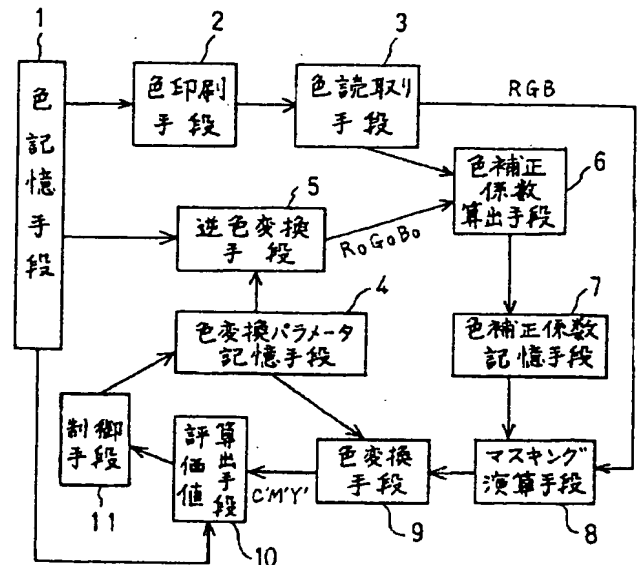 1
色
記
憶
手
段
2
色印刷
手段
3
色読取り
手段
RGB
5
逆色変換
手段
R₀G₀B₀
色補正
係数
算出手段
6
4
色変換パラメータ
記憶手段
7
色補正係数
記憶手段
制御
手段
11
評価値
算出手段
10
C'M'Y'
色変換
手段
9
マスキング
演算手段
8